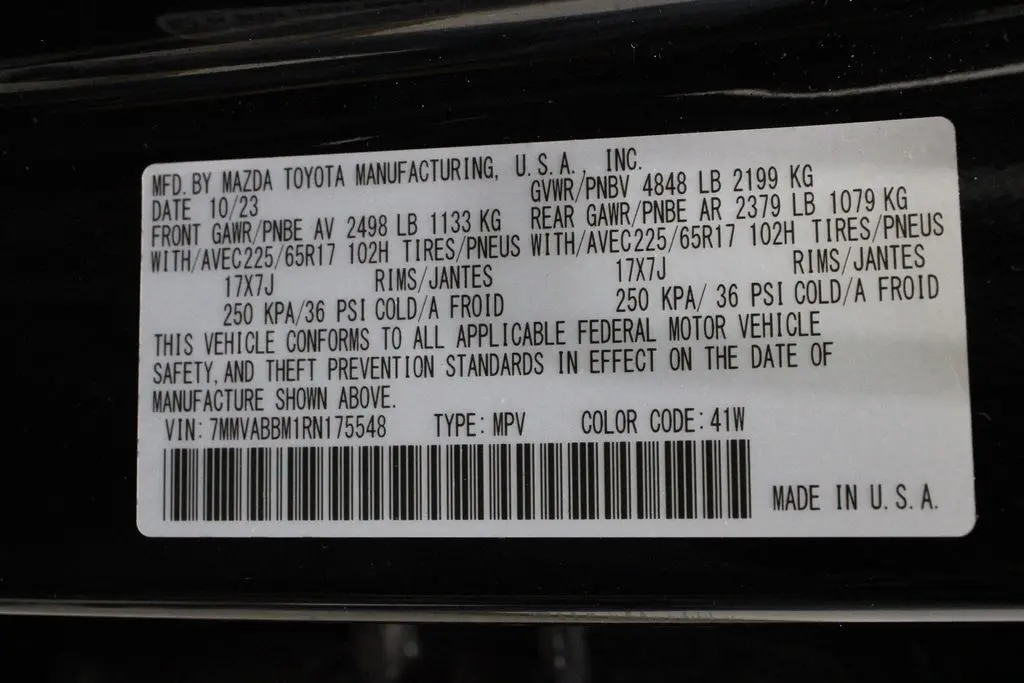 MFD. BY MAZDA TOYOTA MANUFACTURING, U.S.A., INC.
DATE 10/23 GVWR/PNBV 4848 LB 2199 KG
FRONT GAWR/PNBE AV 2498 LB 1133 KG REAR GAWR/PNBE AR 2379 LB 1079 KG
WITH/AVEC225/65R17 102H TIRES/PNEUS WITH/AVEC225/65R17 102H TIRES/PNEUS
17X7J RIMS/JANTES 17X7J RIMS/JANTES
250 KPA/36 PSI COLD/A FROID 250 KPA/ 36 PSI COLD/A FROID
THIS VEHICLE CONFORMS TO ALL APPLICABLE FEDERAL MOTOR VEHICLE
SAFETY, AND THEFT PREVENTION STANDARDS IN EFFECT ON THE DATE OF
MANUFACTURE SHOWN ABOVE.
VIN: 7MMVABBM1RN175548 TYPE: MPV COLOR CODE: 41W
MADE IN U.S.A.